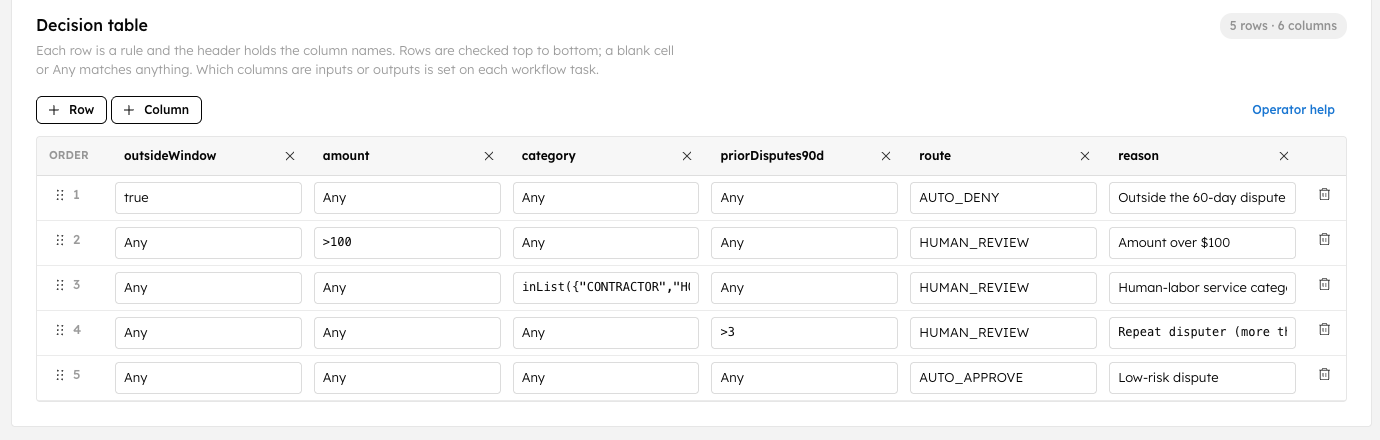 Decision table
5 rows · 6 columns
Each row is a rule and the header holds the column names. Rows are checked top to bottom; a blank cell
or Any matches anything. Which columns are inputs or outputs is set on each workflow task.
+ Row + Column Operator help
ORDER outsideWindow amount category priorDisputes90d route reason
1 true Any Any Any AUTO_DENY Outside the 60-day dispute
2 Any >100 Any Any HUMAN_REVIEW Amount over $100
3 Any Any inList({"CONTRACTOR","HO Any HUMAN_REVIEW Human-labor service catego
4 Any Any Any >3 HUMAN_REVIEW Repeat disputer (more th
5 Any Any Any Any AUTO_APPROVE Low-risk dispute